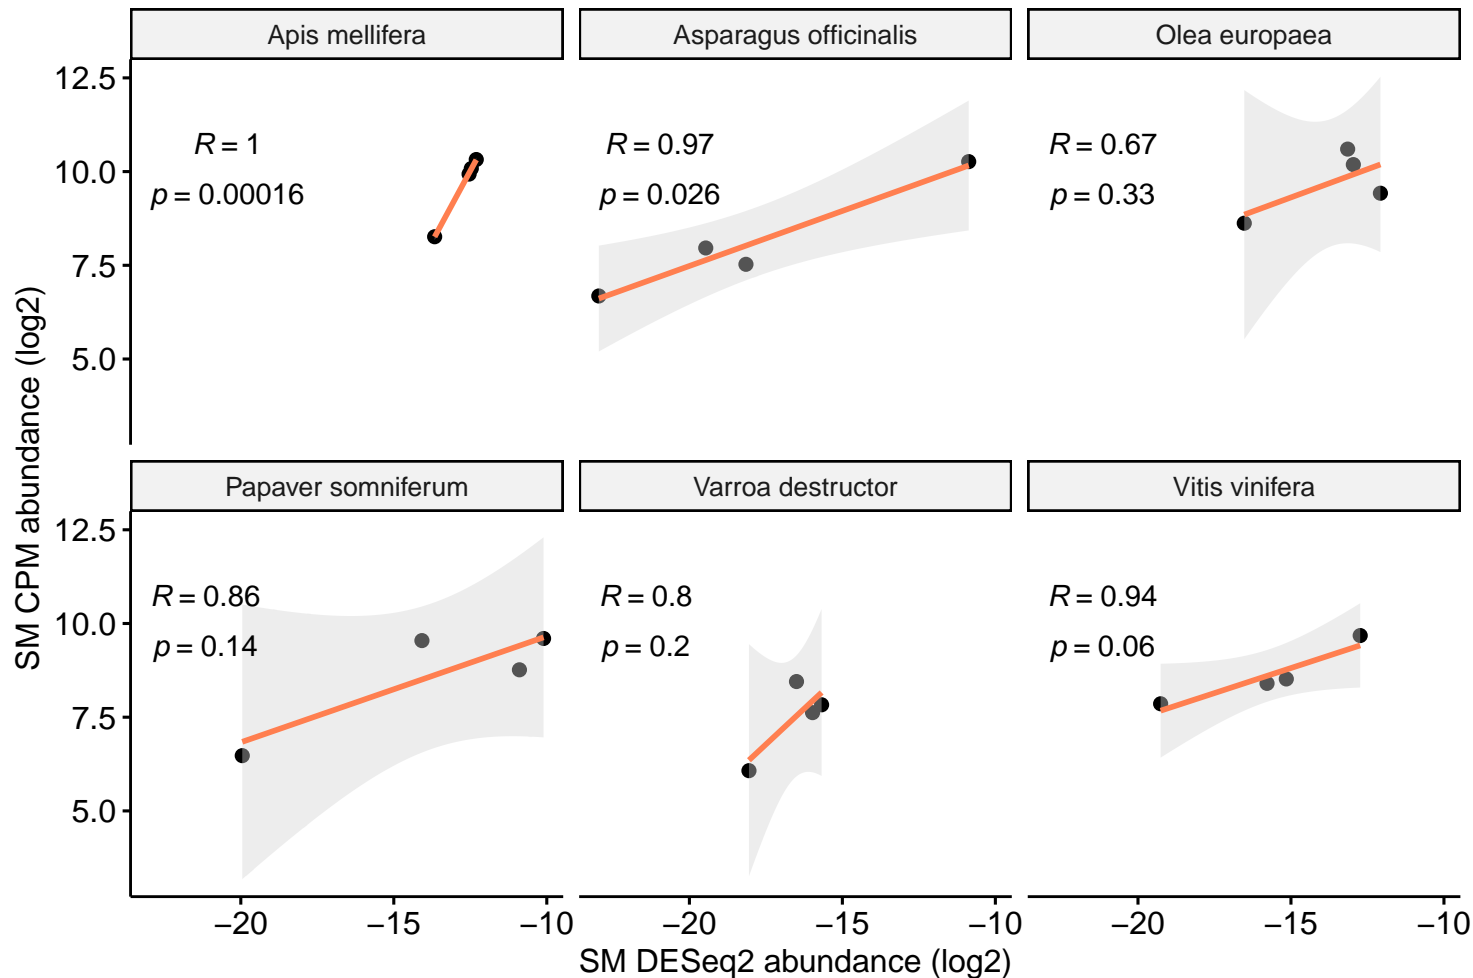 Apis mellifera
Asparagus officinalis
Olea europaea
12.5
10.0
7.5
5.0
R = 1
p = 0.00016
R = 0.97
p = 0.026
R = 0.67
p = 0.33
SM CPM abundance (log2)
Papaver somniferum
Varroa destructor
Vitis vinifera
12.5
10.0
7.5
5.0
R = 0.86
p = 0.14
R = 0.8
p = 0.2
R = 0.94
p = 0.06
−20 −15 −10
−20 −15 −10
−20 −15 −10
SM DESeq2 abundance (log2)